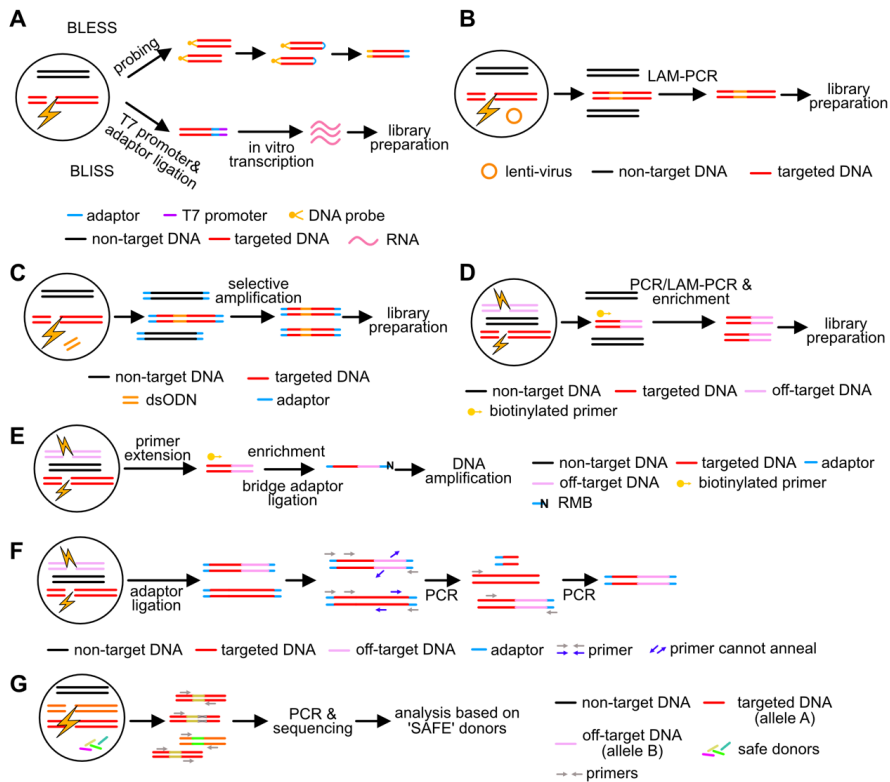 A
BLESS
probing
T7 promoter&
adaptor ligation
BLISS
in vitro
transcription
library
preparation
adaptor
T7 promoter
DNA probe
non-target DNA
targeted DNA
RNA
B
LAM-PCR
library
preparation
lenti-virus
non-target DNA
targeted DNA
C
selective
amplification
library
preparation
non-target DNA
targeted DNA
dsODN
adaptor
D
PCR/LAM-PCR &
enrichment
library
preparation
non-target DNA
targeted DNA
off-target DNA
biotinylated primer
E
primer
extension
enrichment
bridge adaptor
ligation
N
DNA
amplification
non-target DNA
targeted DNA
adaptor
off-target DNA
biotinylated primer
N
RMB
F
adaptor
ligation
PCR
PCR
non-target DNA
targeted DNA
off-target DNA
adaptor
primer
primer cannot anneal
G
PCR &
sequencing
analysis based on
'SAFE' donors
non-target DNA
targeted DNA
(allele A)
off-target DNA
(allele B)
safe donors
primers